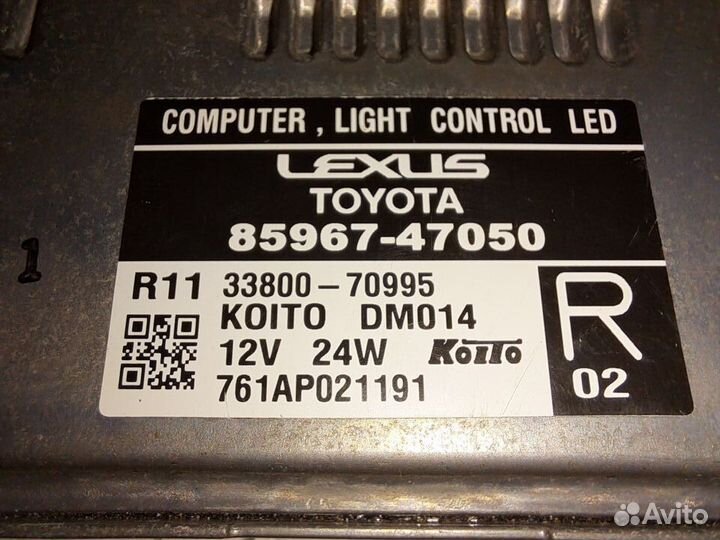 COMPUTER , LIGHT CONTROL LED
LEXUS
TOYOTA
85967-47050
R11 33800-70995
KOITO DM014
12V 24W KOITO
761AP021191
R
02
1
Avito